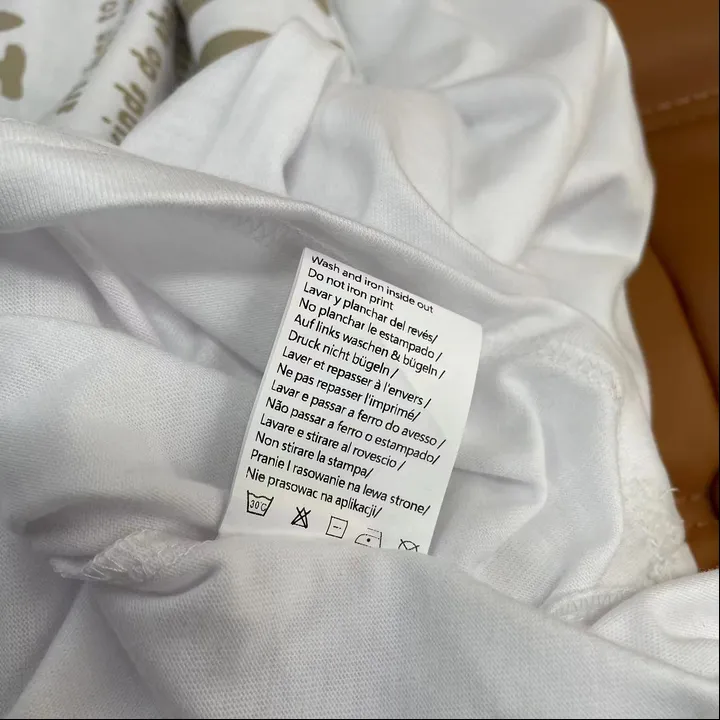 Wash and iron inside out
Do not iron print
Lavar y planchar del revés/
No planchar le estampado/
Auf links waschen & bügeln/
Druck nicht bügeln/
Laver et repasser à l'envers/
Ne pas repasser l'imprimé/
Lavar e passar a ferro do avesso/
Não passar a ferro o estampado/
Lavare e stirare al rovescio/
Non stirare la stampa/
Pranie I rasowanie na lewa strone/
Nie prasowac na aplikacji/
30°C